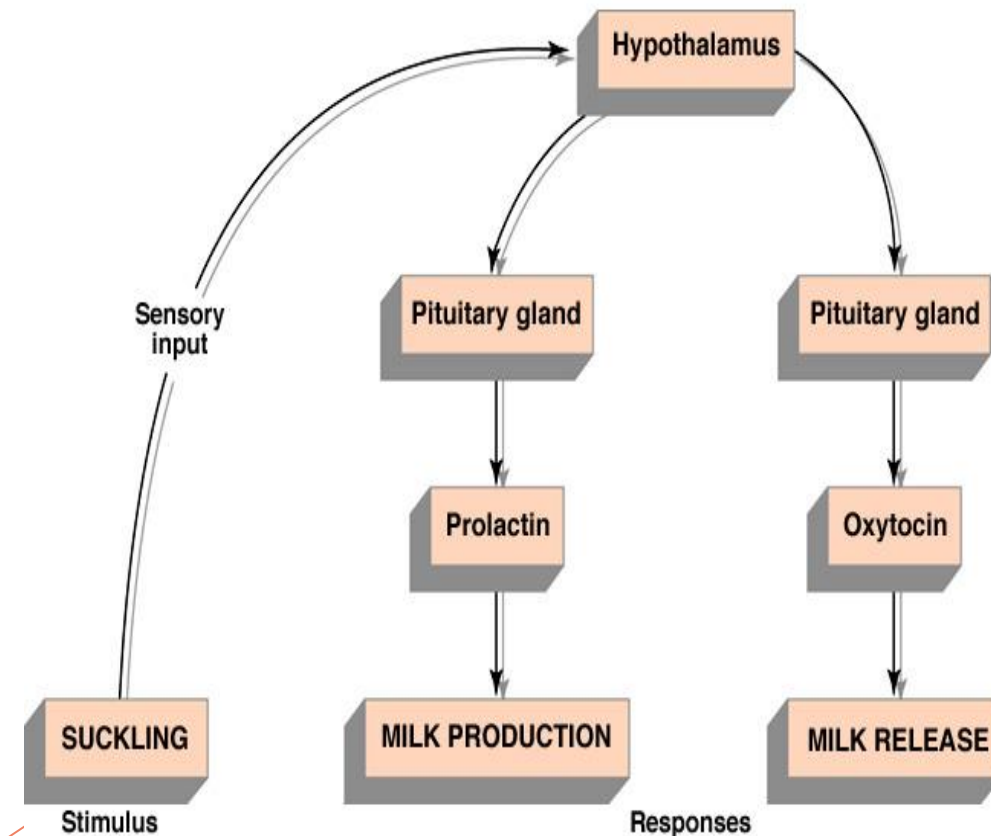 Hypothalamus
Sensory
input
Pituitary gland
Pituitary gland
Prolactin
Oxytocin
SUCKLING
MILK PRODUCTION
MILK RELEASE
Stimulus
Responses